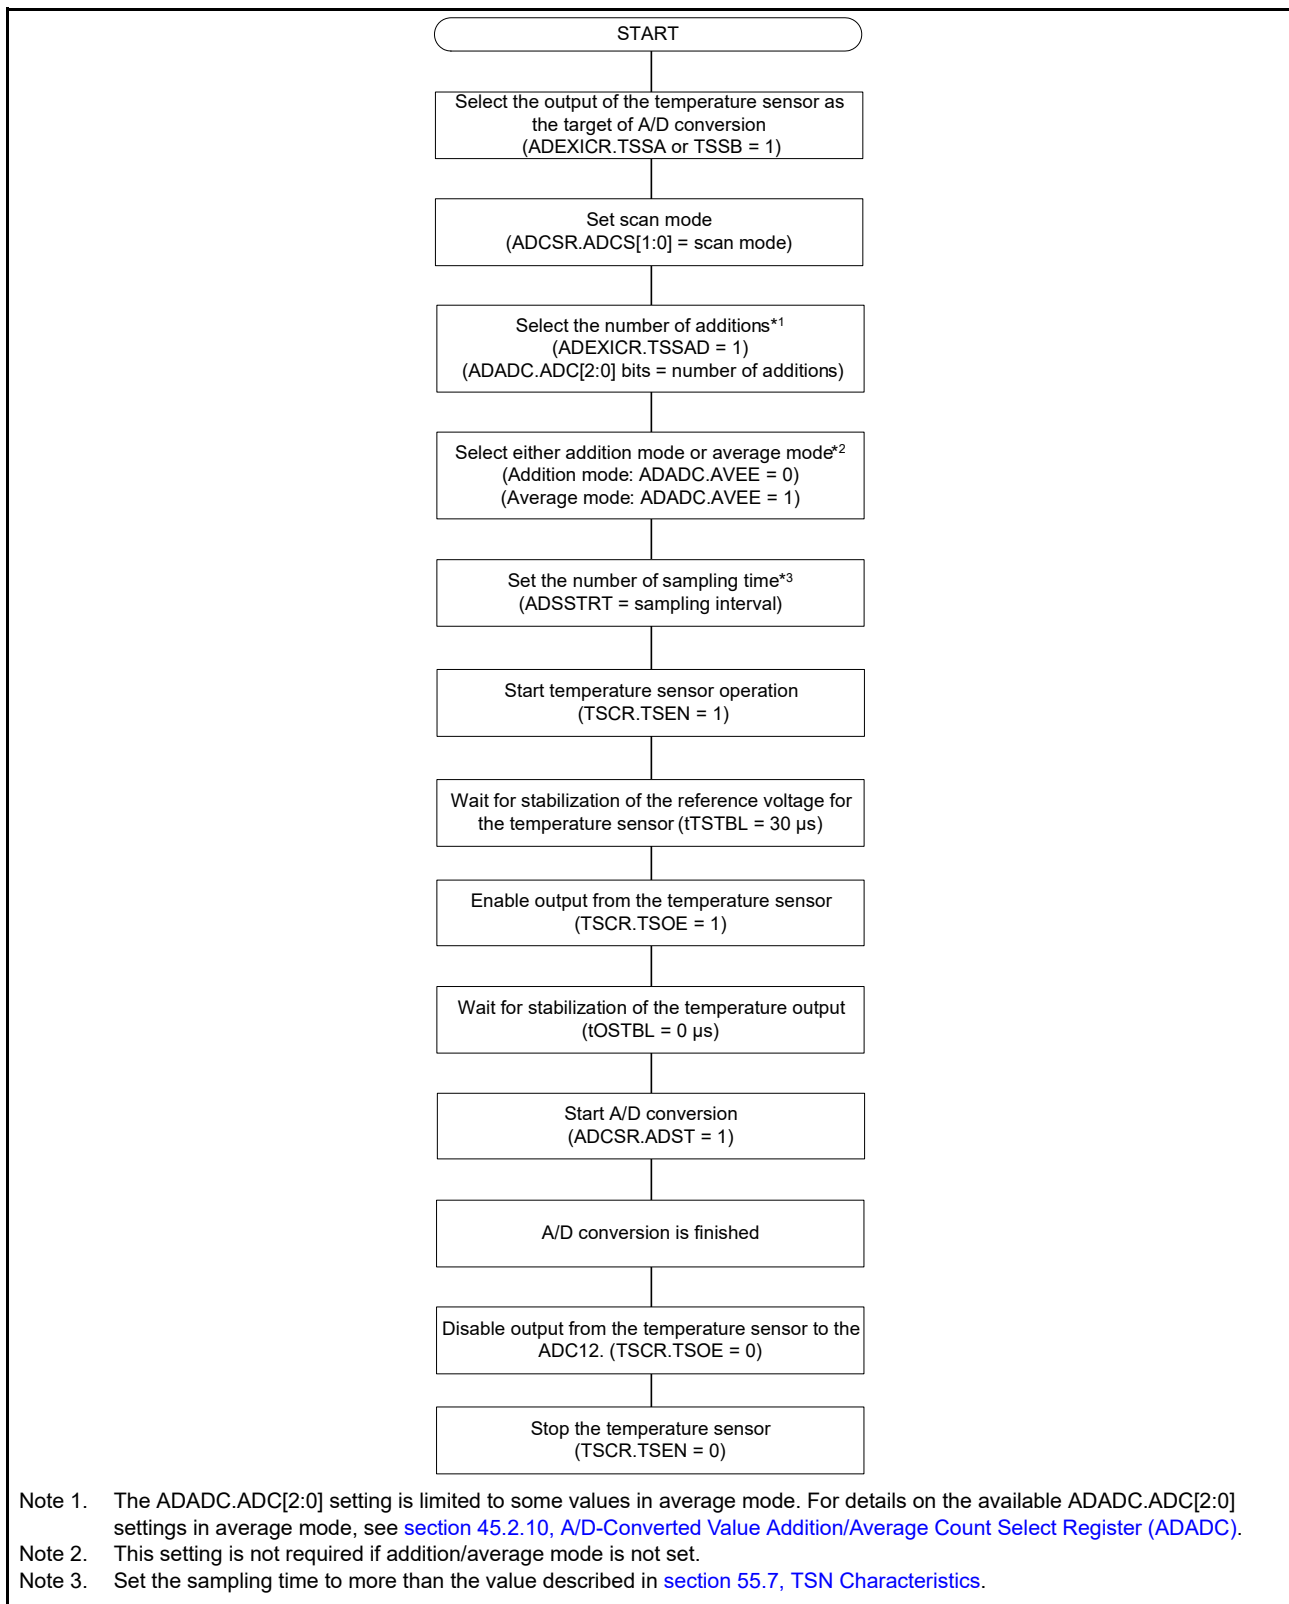 START
Select the output of the temperature sensor as
the target of A/D conversion
(ADEXICR.TSSA or TSSB = 1)
Set scan mode
(ADCSR.ADCS[1:0] = scan mode)
Select the number of additions*1
(ADEXICR.TSSAD = 1)
(ADADC.ADC[2:0] bits = number of additions)
Select either addition mode or average mode*2
(Addition mode: ADADC.AVEE = 0)
(Average mode: ADADC.AVEE = 1)
Set the number of sampling time*3
(ADSSTRT = sampling interval)
Start temperature sensor operation
(TSCR.TSEN = 1)
Wait for stabilization of the reference voltage for
the temperature sensor (tTSTBL = 30 µs)
Enable output from the temperature sensor
(TSCR.TSOE = 1)
Wait for stabilization of the temperature output
(tOSTBL = 0 µs)
Start A/D conversion
(ADCSR.ADST = 1)
A/D conversion is finished
Disable output from the temperature sensor to the
ADC12. (TSCR.TSOE = 0)
Stop the temperature sensor
(TSCR.TSEN = 0)
Note 1. The ADADC.ADC[2:0] setting is limited to some values in average mode. For details on the available ADADC.ADC[2:0]
settings in average mode, see section 45.2.10, A/D-Converted Value Addition/Average Count Select Register (ADADC).
Note 2. This setting is not required if addition/average mode is not set.
Note 3. Set the sampling time to more than the value described in section 55.7, TSN Characteristics.